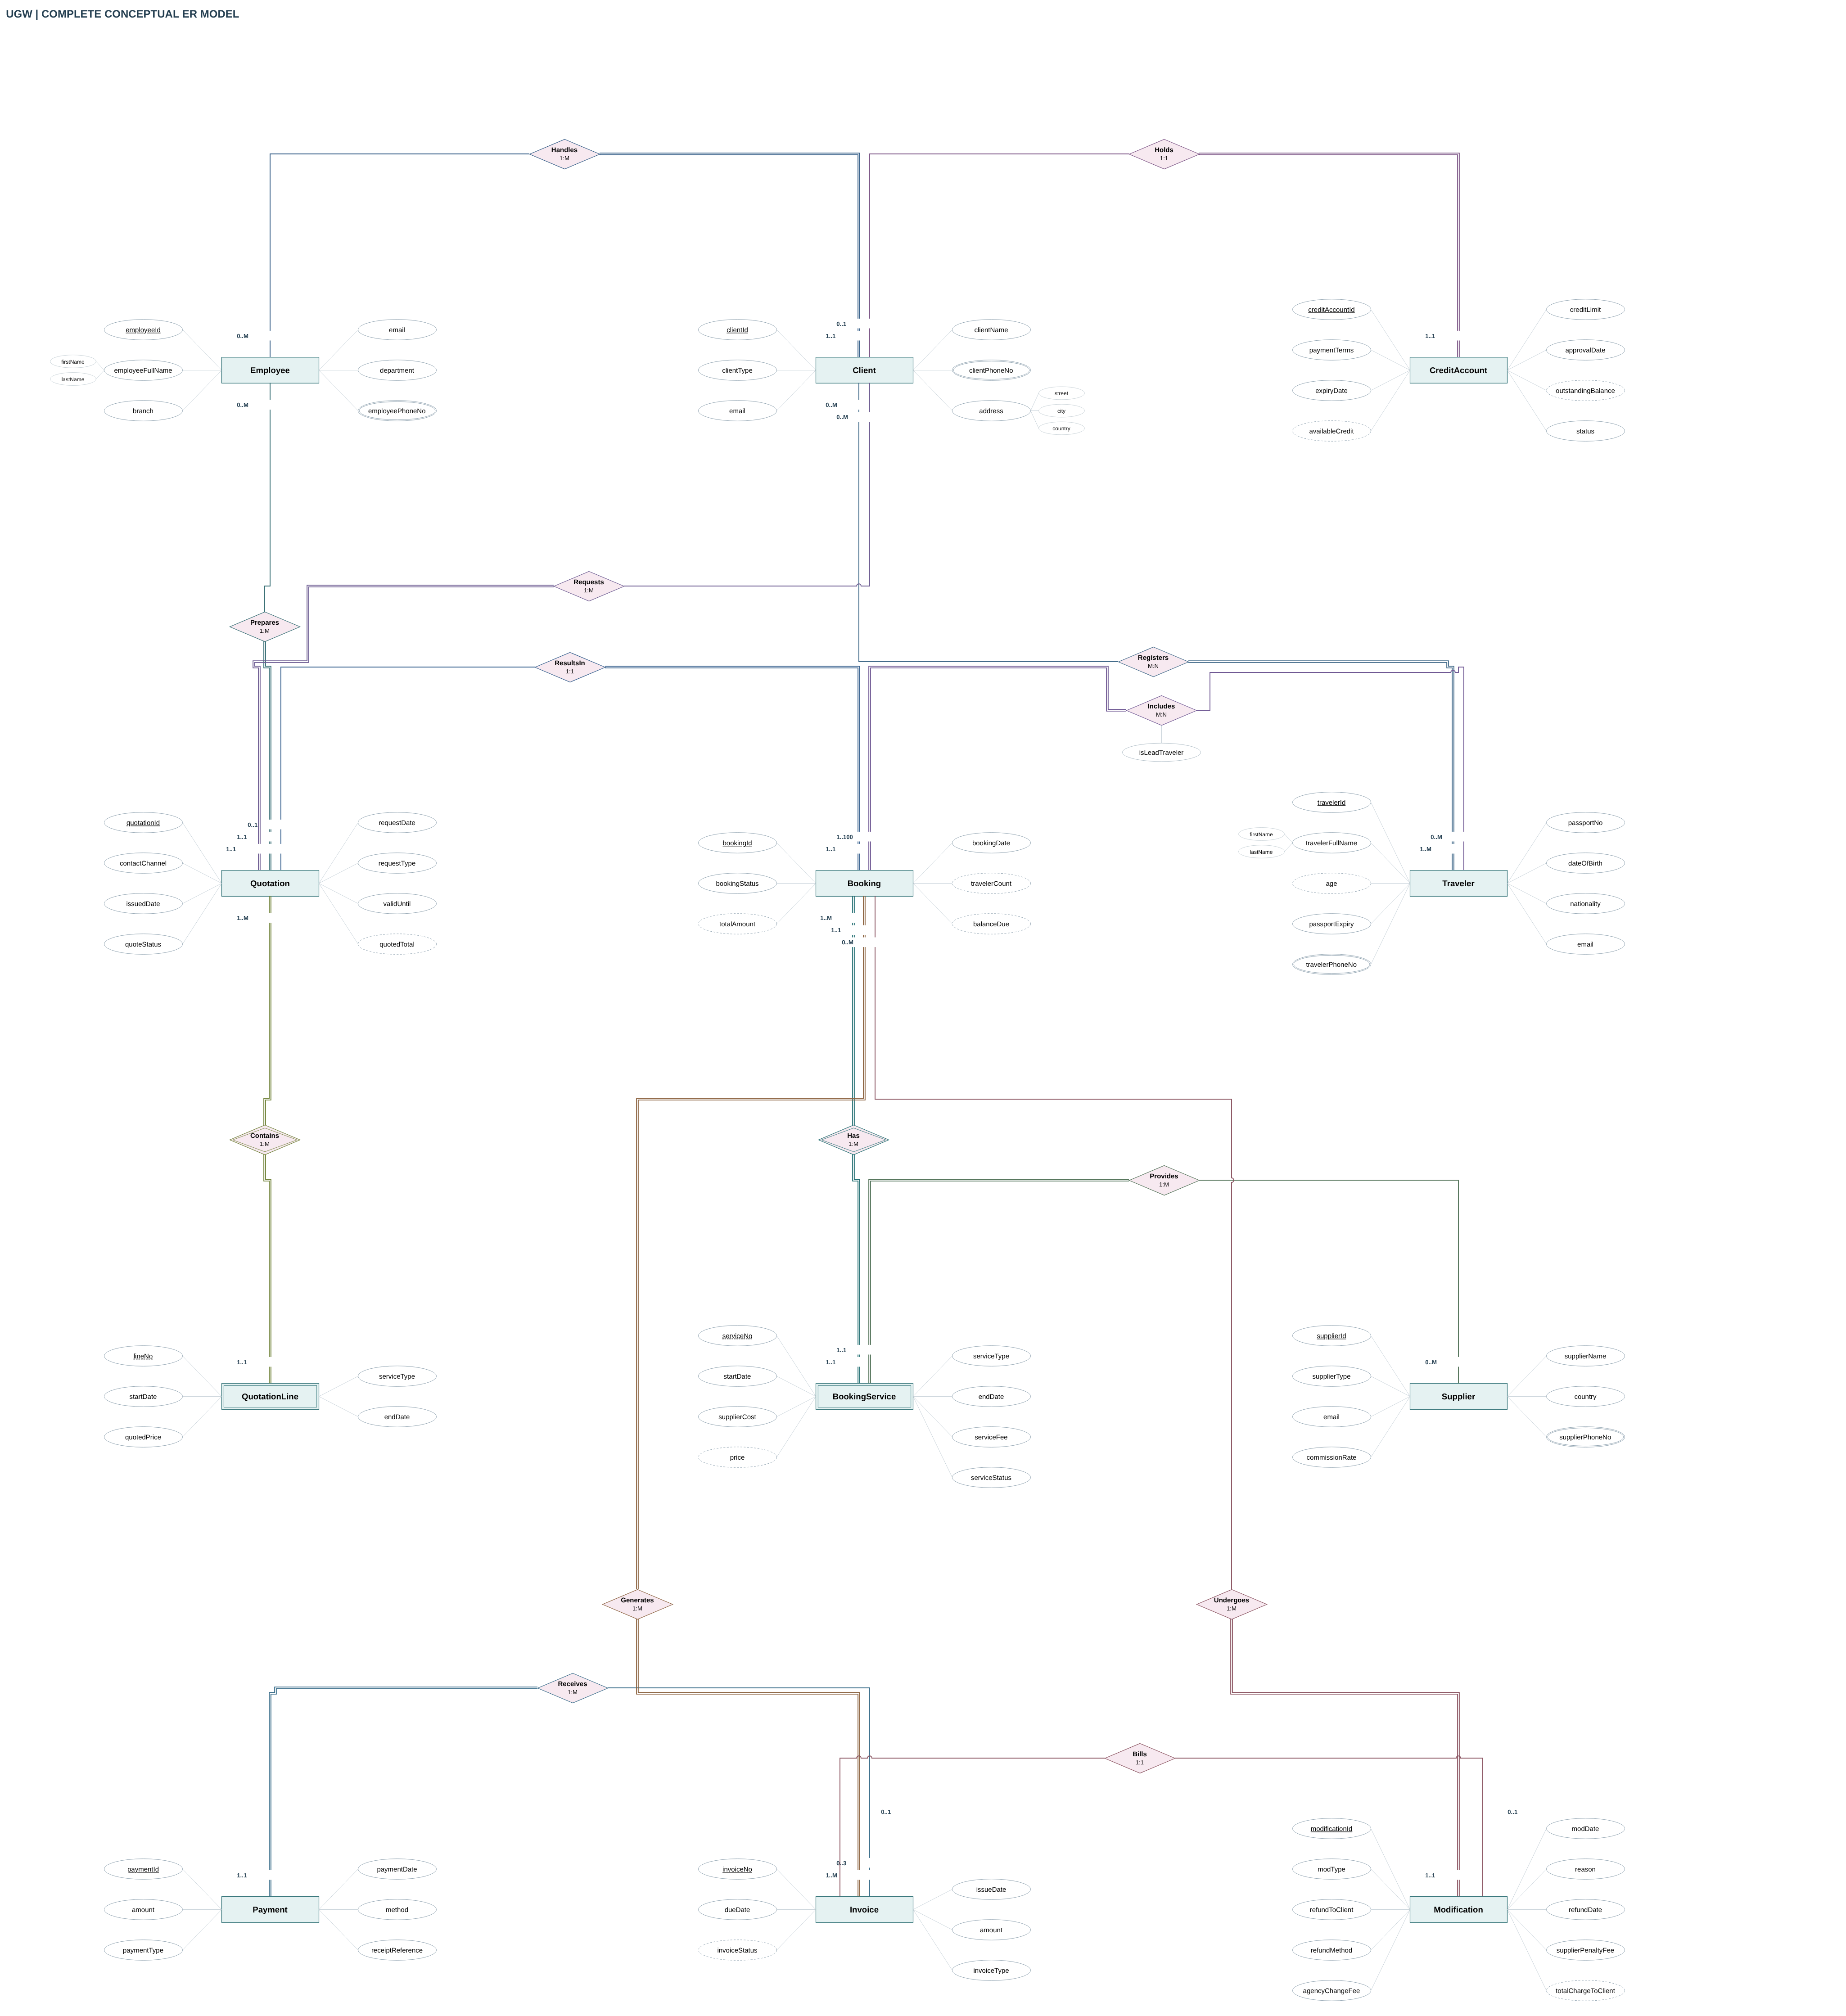 UGW | COMPLETE CONCEPTUAL ER MODEL
Handles
1:M
Holds
1:1
0..M
0..1
1..1
1..1
employeeId
email
firstName
lastName
employeeFullName
Employee
department
branch
employeePhoneNo
0..M
clientId
clientName
clientType
Client
clientPhoneNo
email
address
street
city
country
0..M
0..M
creditAccountId
creditLimit
paymentTerms
CreditAccount
approvalDate
expiryDate
outstandingBalance
availableCredit
status
Requests
1:M
Prepares
1:M
ResultsIn
1:1
Registers
M:N
Includes
M:N
isLeadTraveler
quotationId
requestDate
0..1
1..1
1..1
contactChannel
requestType
Quotation
issuedDate
validUntil
quoteStatus
quotedTotal
1..M
bookingId
bookingDate
1..100
1..1
bookingStatus
Booking
travelerCount
totalAmount
balanceDue
1..M
1..1
0..M
travelerId
passportNo
0..M
1..M
firstName
lastName
travelerFullName
dateOfBirth
age
Traveler
nationality
passportExpiry
email
travelerPhoneNo
Contains
1:M
Has
1:M
Provides
1:M
lineNo
serviceType
1..1
startDate
QuotationLine
endDate
quotedPrice
serviceNo
serviceType
1..1
1..1
startDate
BookingService
endDate
supplierCost
serviceFee
price
serviceStatus
supplierId
supplierName
0..M
supplierType
Supplier
country
email
supplierPhoneNo
commissionRate
Generates
1:M
Undergoes
1:M
Receives
1:M
Bills
1:1
0..1
0..1
paymentId
paymentDate
1..1
amount
Payment
method
paymentType
receiptReference
invoiceNo
0..3
1..M
issueDate
dueDate
Invoice
amount
invoiceStatus
invoiceType
modificationId
modDate
modType
1..1
reason
refundToClient
Modification
refundDate
refundMethod
supplierPenaltyFee
agencyChangeFee
totalChargeToClient